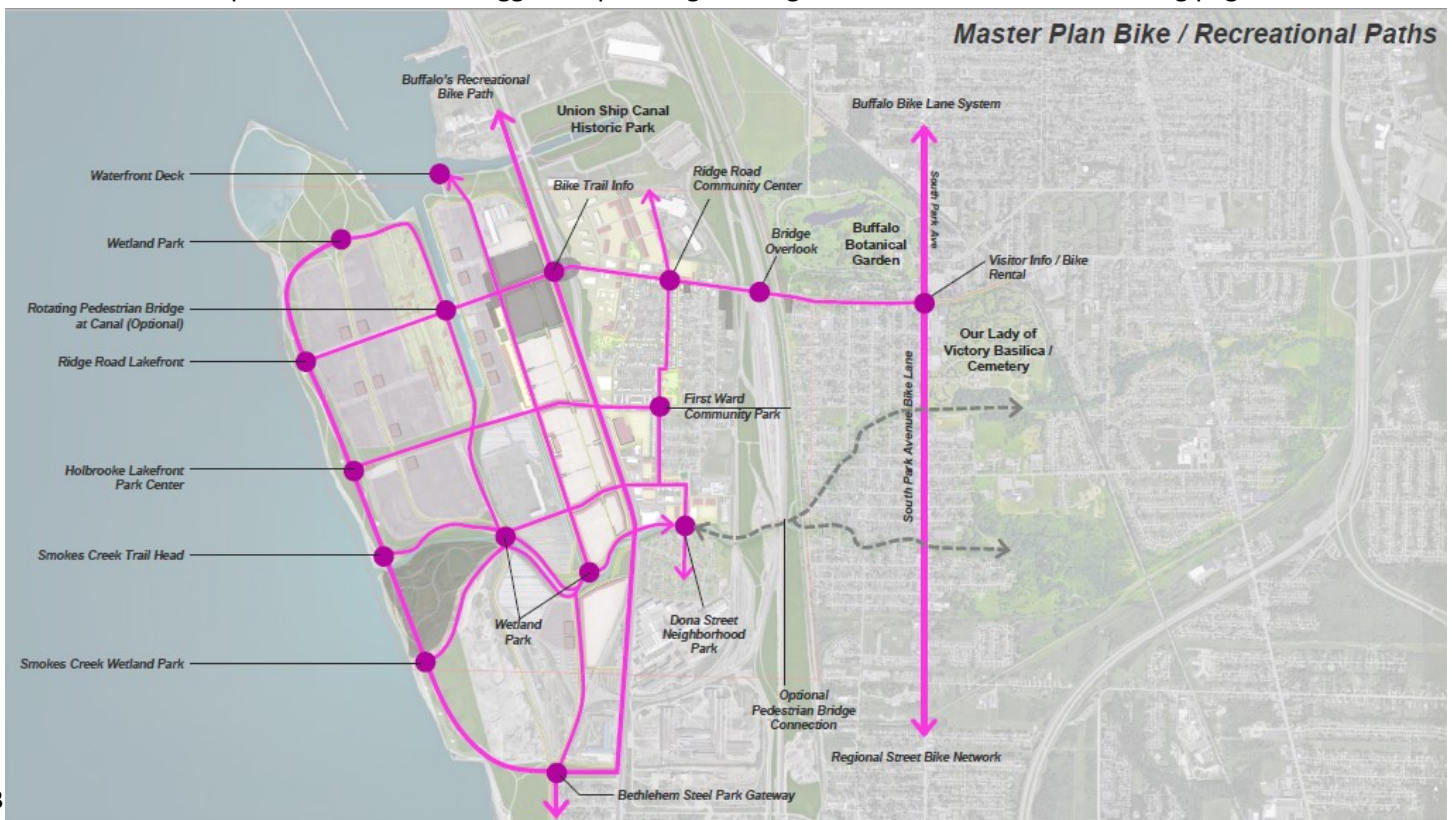 Master Plan Bike / Recreational Paths
Buffalo's Recreational
Bike Path
Union Ship Canal
Historic Park
Buffalo Bike Lane System
Waterfront Deck
Bike Trail Info
Ridge Road
Community Center
South Park Ave
Wetland Park
Bridge
Overlook
Buffalo
Botanical
Garden
Visitor Info / Bike
Rental
Rotating Pedestrian Bridge
at Canal (Optional)
Ridge Road Lakefront
Our Lady of
Victory Basilica /
Cemetery
First Ward
Community Park
South Park Avenue Bike Lane
Holbrooke Lakefront
Park Center
Smokes Creek Trail Head
Wetland
Park
Dona Street
Neighborhood
Park
Smokes Creek Wetland Park
Optional
Pedestrian Bridge
Connection
Regional Street Bike Network
Bethlehem Steel Park Gateway